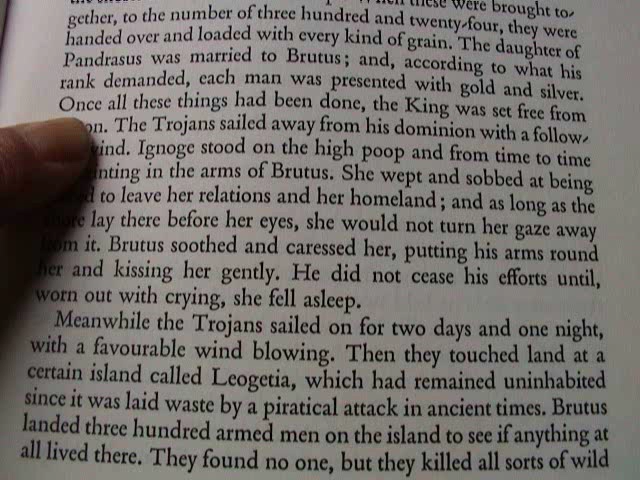 these were brought to-
gether, to the number of three hundred and twenty-four, they were
handed over and loaded with every kind of grain. The daughter of
Pandrasus was married to Brutus; and, according to what his
rank demanded, each man was presented with gold and silver.
Once all these things had been done, the King was set free from
on. The Trojans sailed away from his dominion with a follow-
wind. Ignoge stood on the high poop and from time to time
inting in the arms of Brutus. She wept and sobbed at being
to leave her relations and her homeland; and as long as the
lay there before her eyes, she would not turn her gaze away
from it. Brutus soothed and caressed her, putting his arms round
her and kissing her gently. He did not cease his efforts until,
worn out with crying, she fell asleep.
Meanwhile the Trojans sailed on for two days and one night,
with a favourable wind blowing. Then they touched land at a
certain island called Leogetia, which had remained uninhabited
since it was laid waste by a piratical attack in ancient times. Brutus
landed three hundred armed men on the island to see if anything at
all lived there. They found no one, but they killed all sorts of wild